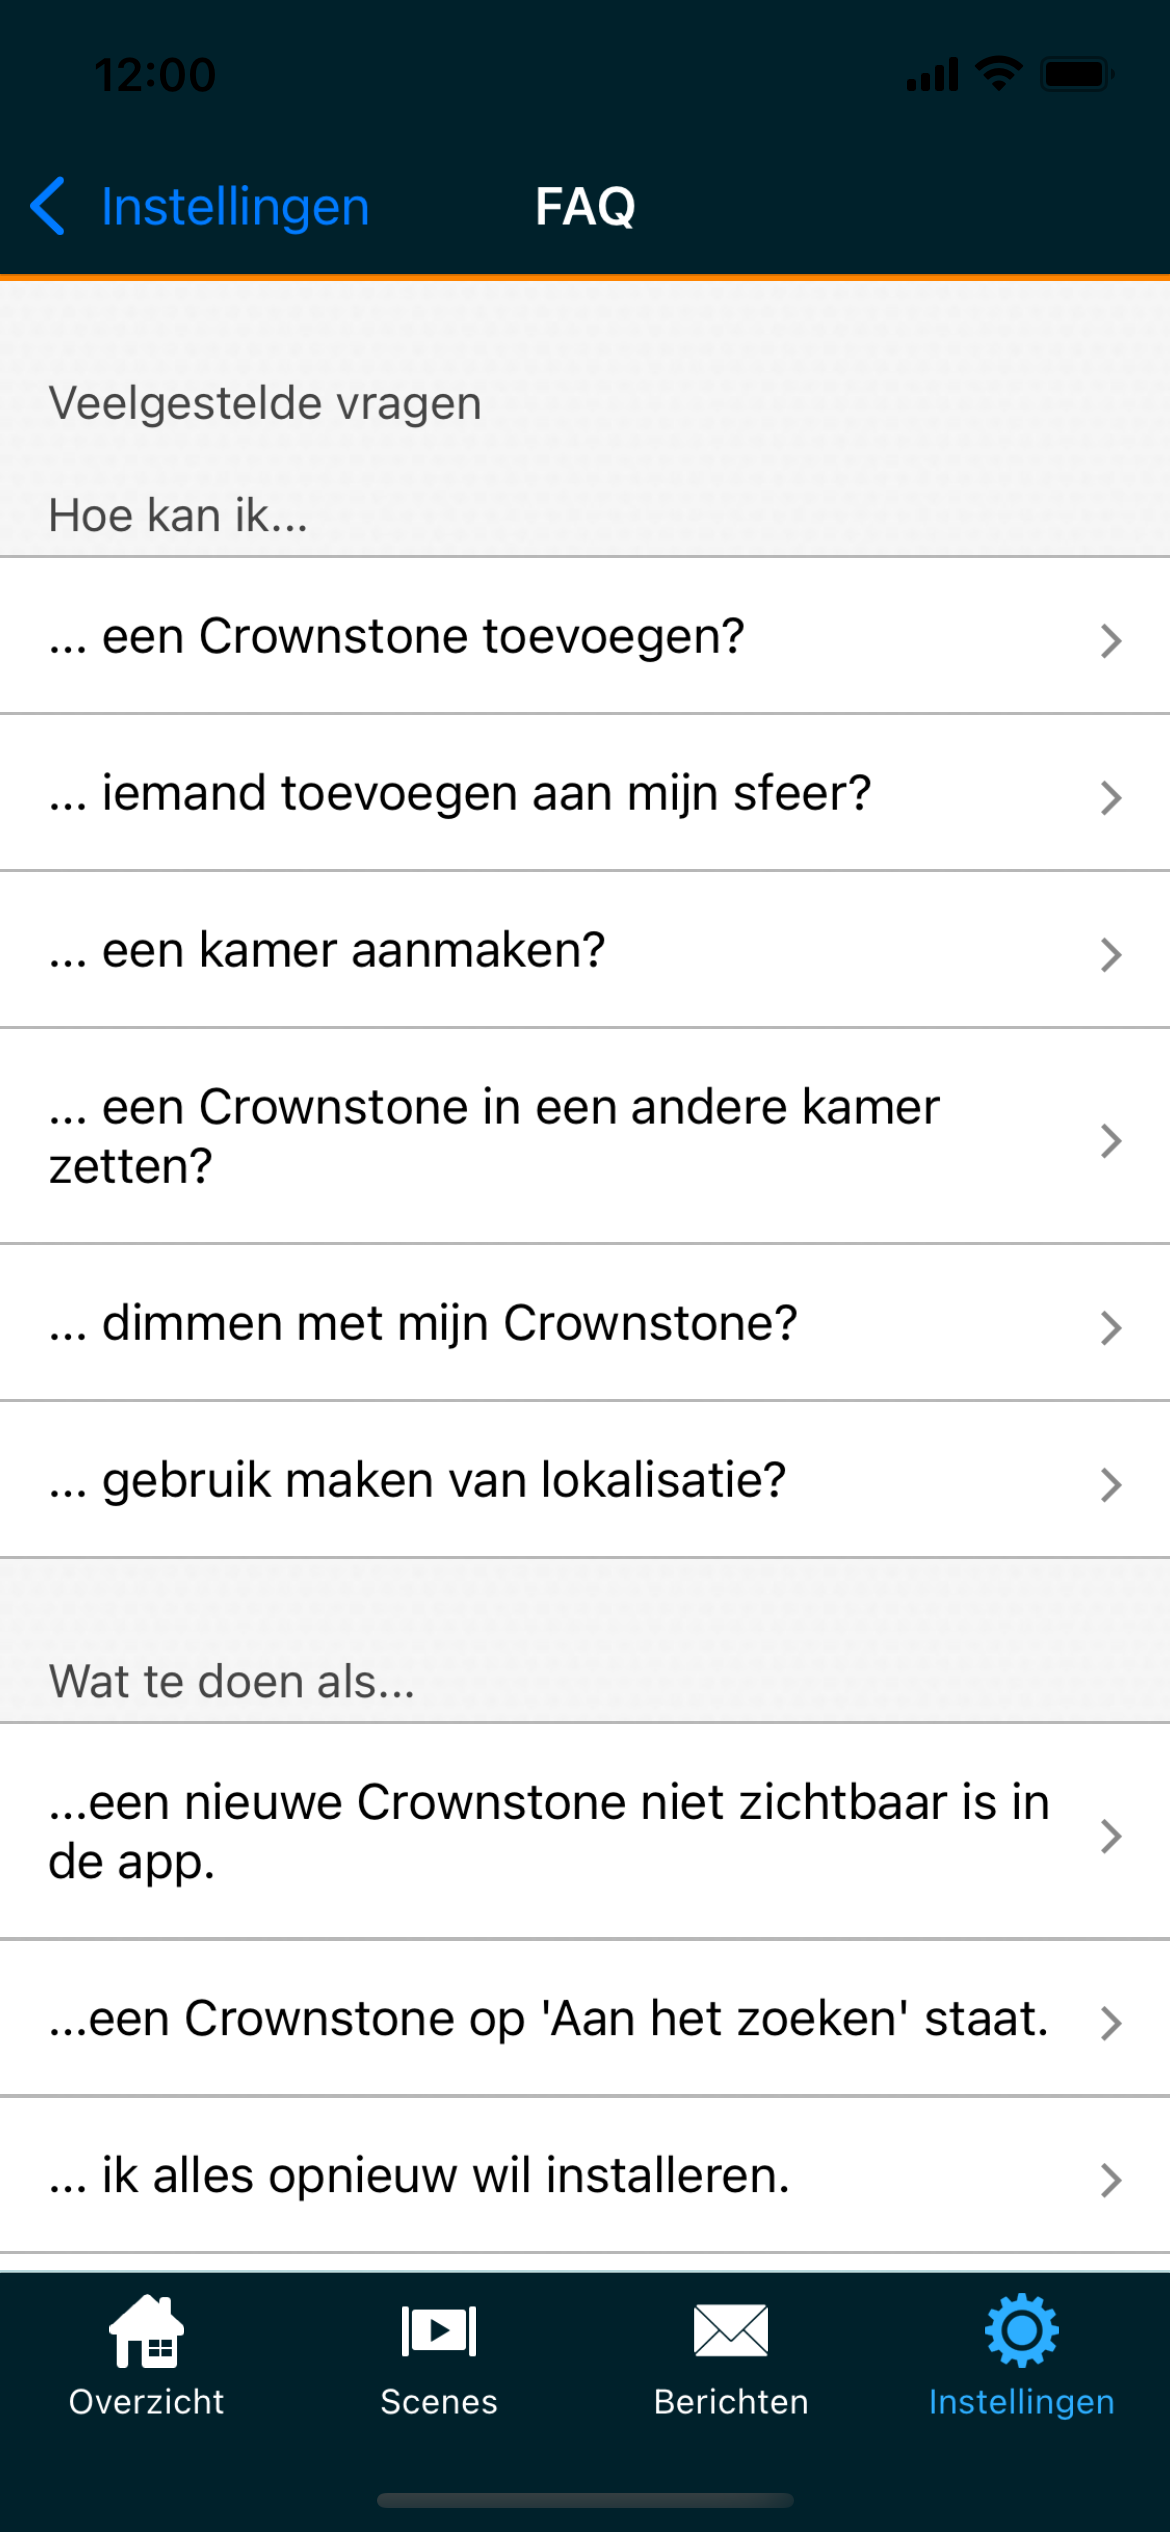 12:00
Instellingen
FAQ
Veelgestelde vragen
Hoe kan ik...
... een Crownstone toevoegen?
... iemand toevoegen aan mijn sfeer?
... een kamer aanmaken?
... een Crownstone in een andere kamer
zetten?
... dimmen met mijn Crownstone?
... gebruik maken van lokalisatie?
Wat te doen als...
...een nieuwe Crownstone niet zichtbaar is in
de app.
...een Crownstone op 'Aan het zoeken' staat.
... ik alles opnieuw wil installeren.
Overzicht
Scenes
Berichten
Instellingen